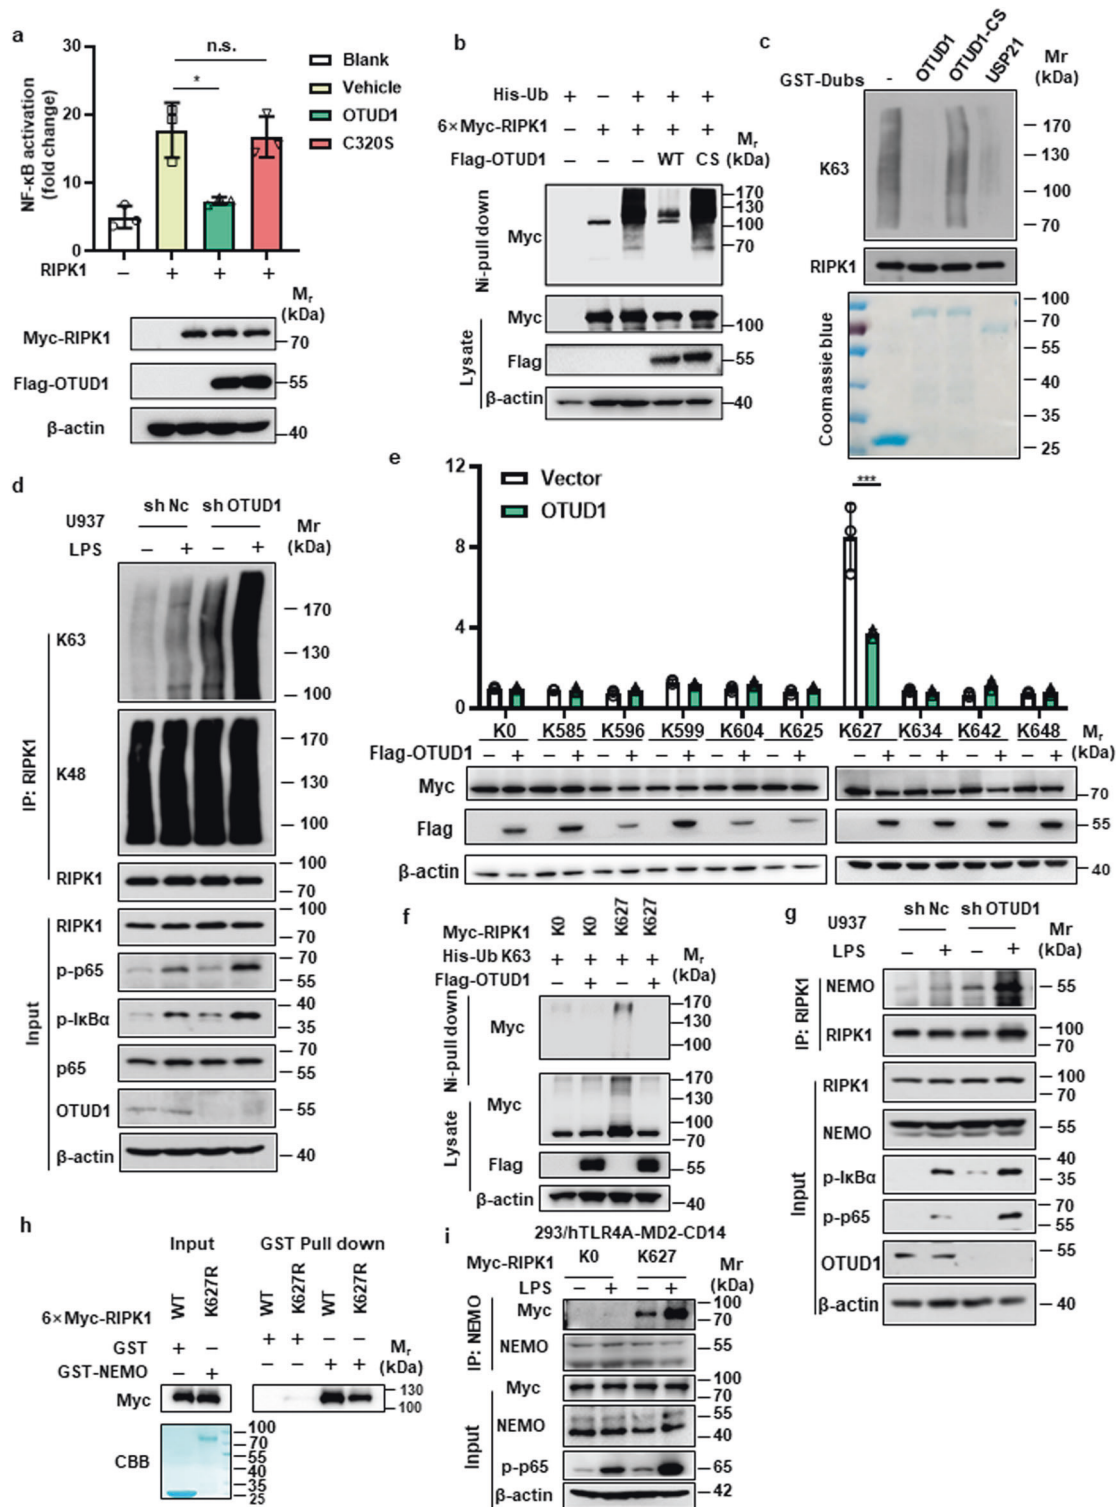 a
30
20
10
0
NF-κB activation
(fold change)
n.s.
*
Blank
Vehicle
OTUD1
C320S
RIPK1 − + + +
Mr
(kDa)
Myc-RIPK1
70
Flag-OTUD1
55
β-actin
40
b
His-Ub + − + + +
6×Myc-RIPK1 − + + + +
Flag-OTUD1 − − − WT CS
Mr
(kDa)
Ni-pull down
Myc
170
130
100
70
Lysate
Myc
100
Flag
55
β-actin
40
c
GST-Dubs
- OTUD1 OTUD1-CS USP21
Mr
(kDa)
K63
170
130
100
70
RIPK1
Coomassie blue
100
70
55
40
35
25
d
U937
sh Nc sh OTUD1
LPS − + − +
Mr
(kDa)
IP: RIPK1
K63
170
130
100
K48
170
130
100
RIPK1
100
70
Input
RIPK1
100
70
p-p65
70
55
p-IκBα
40
35
p65
70
55
OTUD1
55
β-actin
40
e
12
8
4
0
Vector
OTUD1
***
K0 K585 K596 K599 K604 K625 K627 K634 K642 K648
Mr
(kDa)
Flag-OTUD1 − + − + − + − + − + − + − + − + − + − +
Myc
70
Flag
55
β-actin
40
f
Myc-RIPK1 K0 K0 K627 K627
His-Ub K63 + + + +
Flag-OTUD1 − + − +
Mr
(kDa)
Ni-pull down
Myc
170
130
100
Lysate
Myc
170
130
100
70
Flag
55
β-actin
40
g
U937
sh Nc sh OTUD1
LPS − + − +
Mr
(kDa)
IP: RIPK1
NEMO
55
RIPK1
100
70
Input
RIPK1
100
70
NEMO
p-IκBα
40
35
p-p65
70
55
OTUD1
55
β-actin
40
h
Input GST Pull down
6×Myc-RIPK1 WT K627R WT K627R WT K627R
GST + − + + − −
GST-NEMO − + − − + +
Mr
(kDa)
Myc
130
100
CBB
100
70
55
40
35
25
i
293/hTLR4A-MD2-CD14
Myc-RIPK1 K0 K627
LPS − + − +
Mr
(kDa)
IP: NEMO
Myc
100
70
NEMO
55
Input
Myc
100
70
NEMO
55
40
p-p65
65
β-actin
42